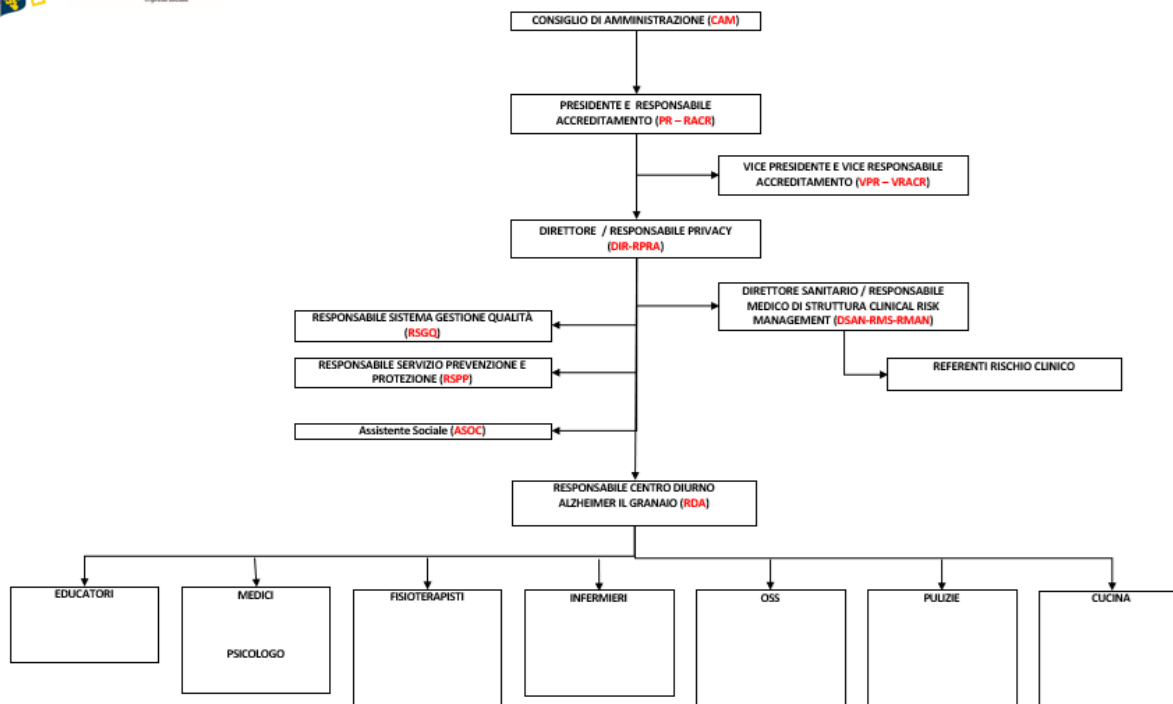 CONSIGLIO DI AMMINISTRAZIONE (CAM)
PRESIDENTE E RESPONSABILE
ACCREDITAMENTO (PR – RACR)
VICE PRESIDENTE E VICE RESPONSABILE
ACCREDITAMENTO (VPR – VRACR)
DIRETTORE / RESPONSABILE PRIVACY
(DIR-RPRA)
DIRETTORE SANITARIO / RESPONSABILE
MEDICO DI STRUTTURA CLINICAL RISK
MANAGEMENT (DSAN-RMS-RMAN)
RESPONSABILE SISTEMA GESTIONE QUALITÀ
(RSGQ)
RESPONSABILE SERVIZIO PREVENZIONE E
PROTEZIONE (RSPP)
REFERENTI RISCHIO CLINICO
Assistente Sociale (ASOC)
RESPONSABILE CENTRO DIURNO
ALZHEIMER IL GRANAIO (RDA)
EDUCATORI
MEDICI
PSICOLOGO
FISIOTERAPISTI
INFERMIERI
OSS
PULIZIE
CUCINA